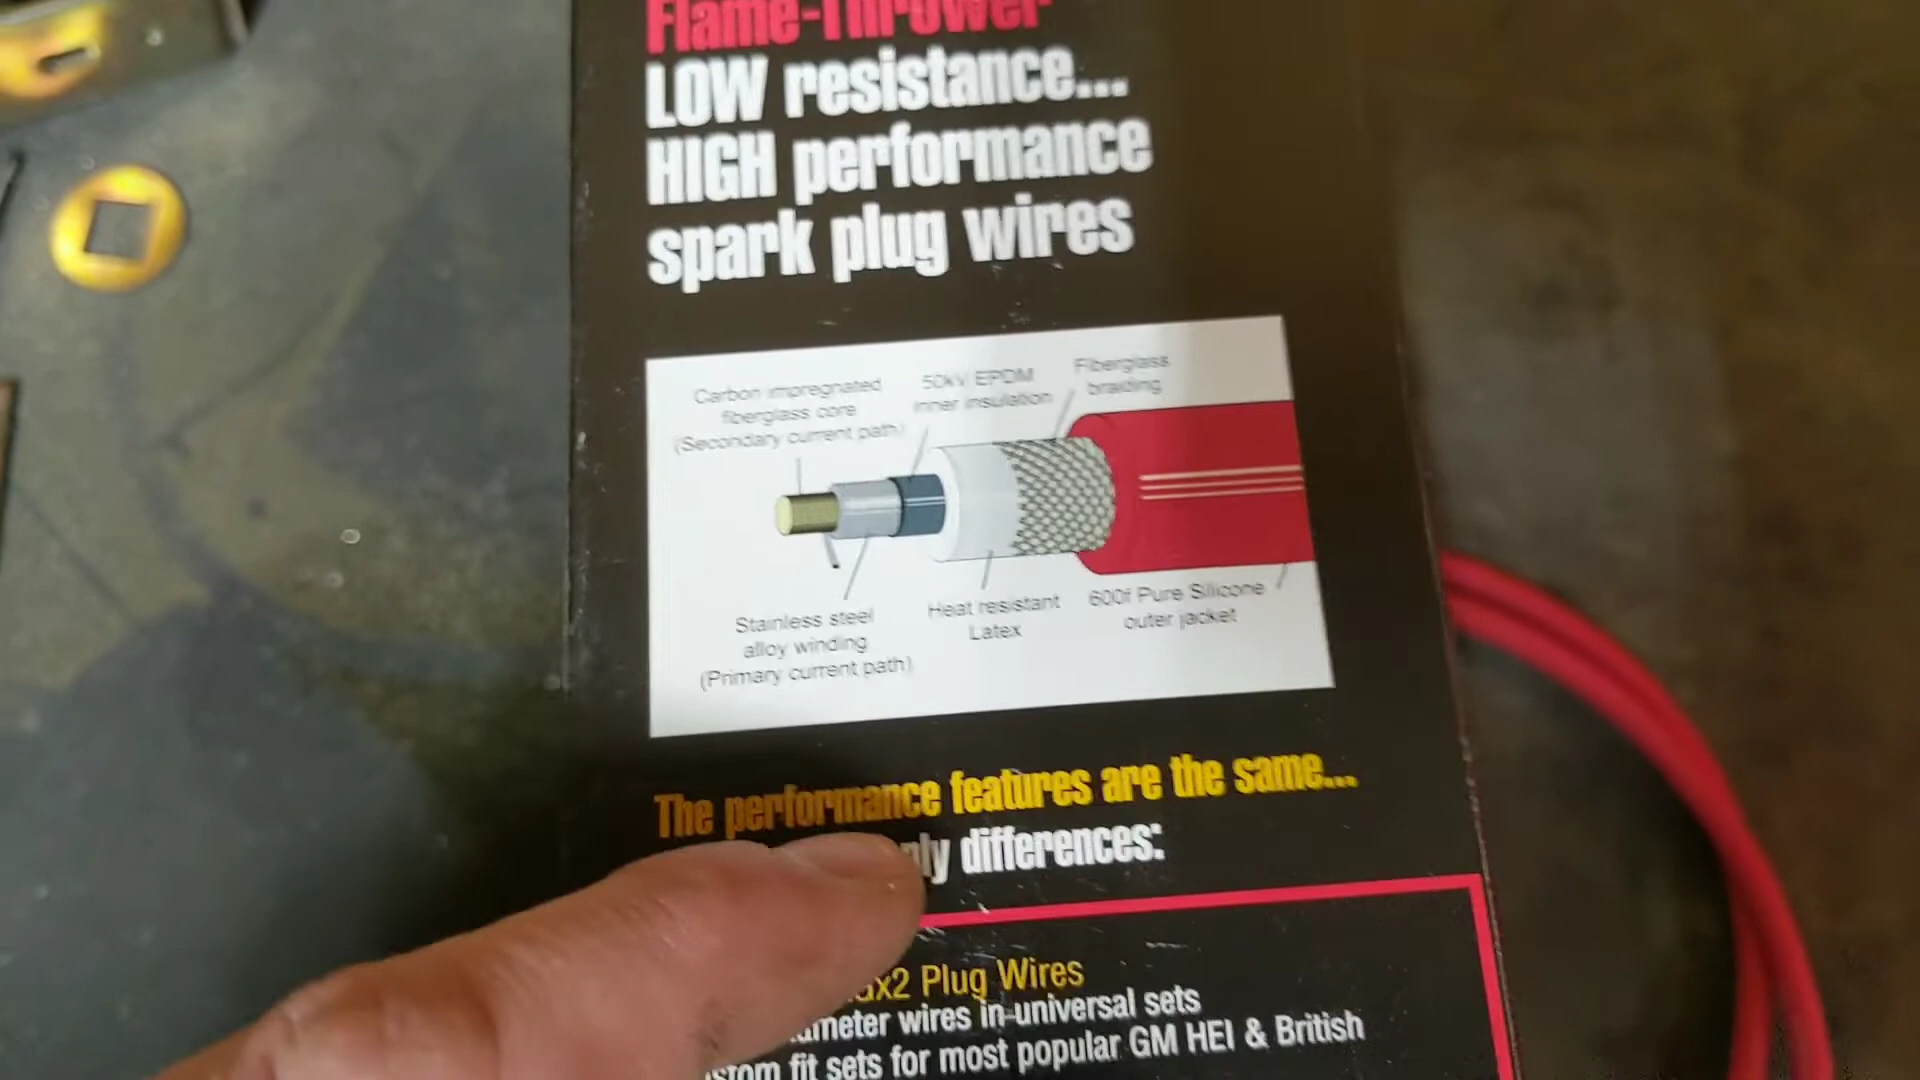 Flame-Thrower
LOW resistance...
HIGH performance
spark plug wires
Carbon impregnated
fiberglass core
(Secondary current path)
50kV EPDM
inner insulation
Fiberglass
braiding
Stainless steel
alloy winding
(Primary current path)
Heat resistant
Latex
600f Pure Silicone
outer jacket
The performance features are the same...
differences:
Plug Wires
wires in universal sets
fit sets for most popular GM HEI & British